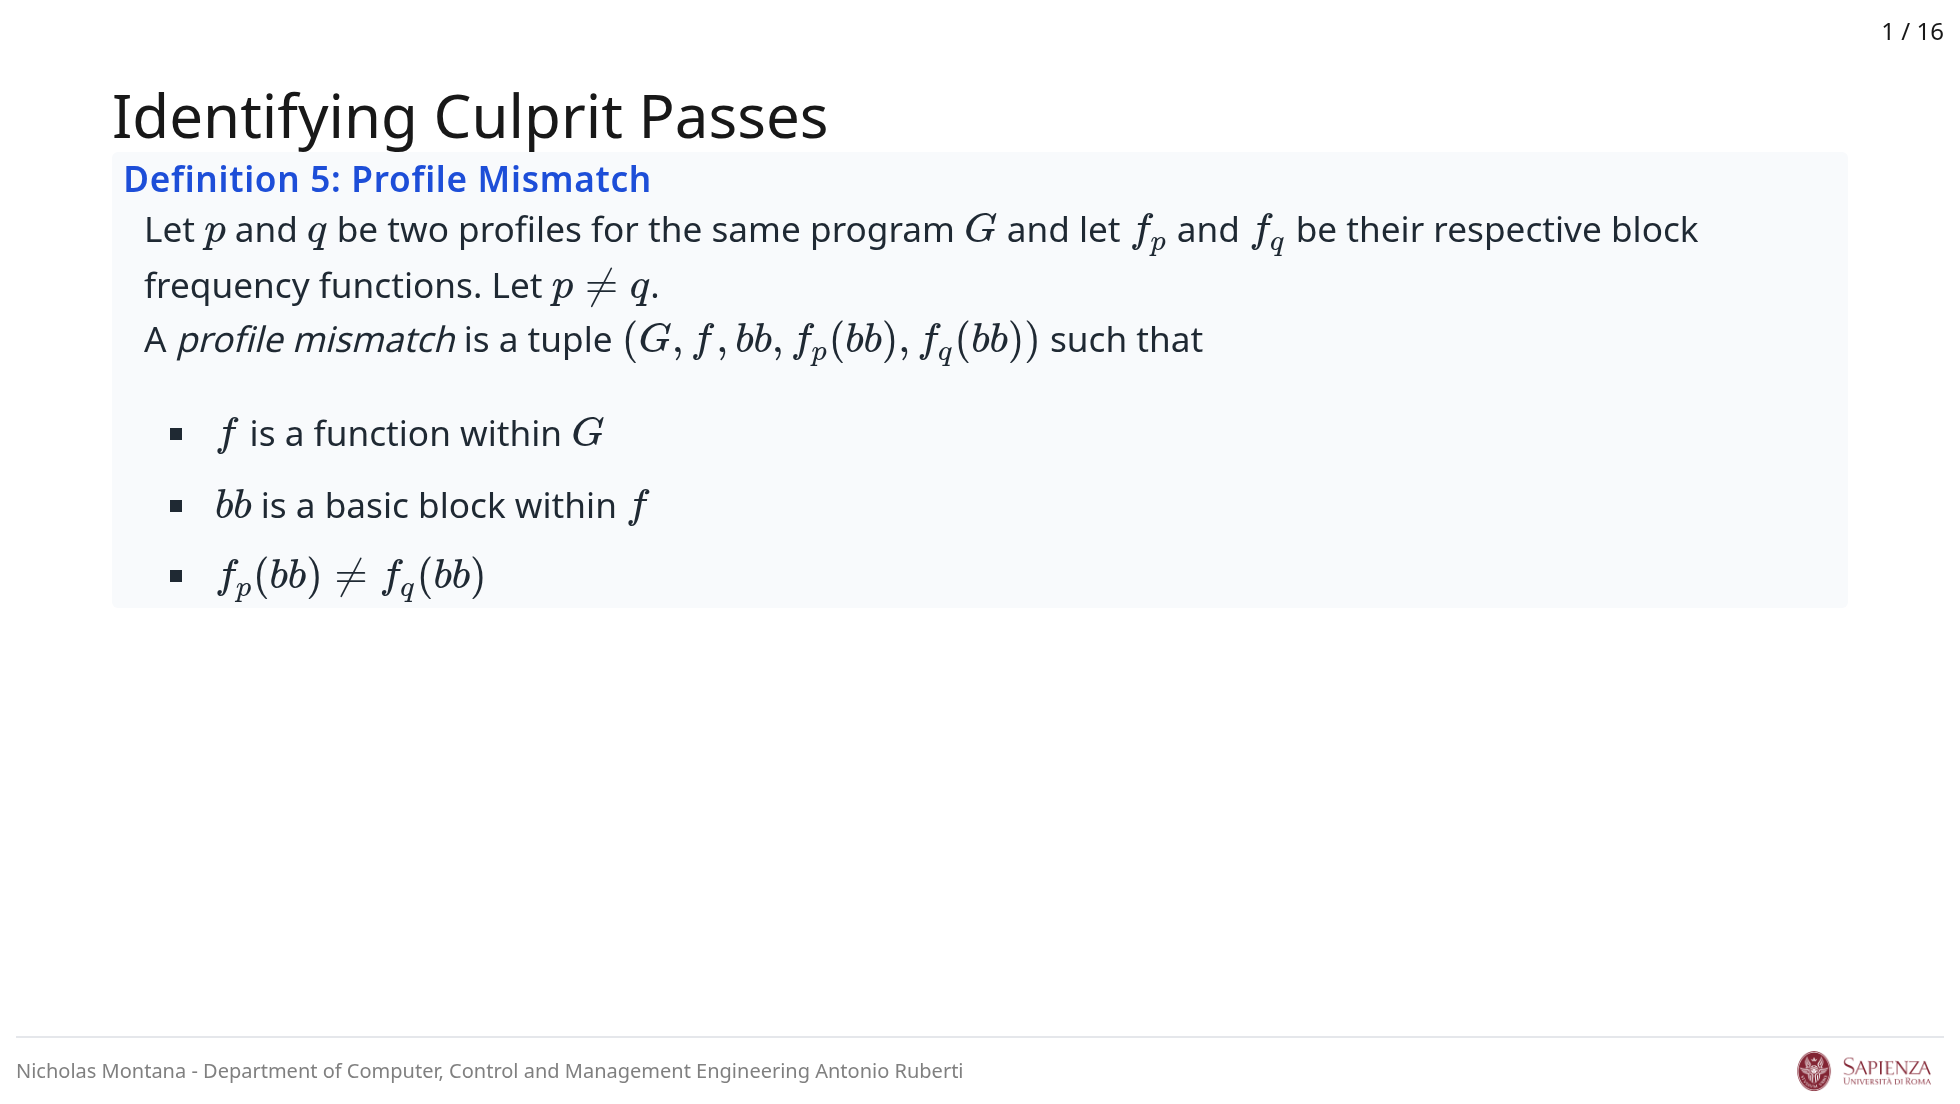 1 / 16
Identifying Culprit Passes
Definition 5: Profile Mismatch
Let p and q be two profiles for the same program G and let f_p and f_q be their respective block
frequency functions. Let p ≠ q.
A profile mismatch is a tuple (G, f, bb, f_p(bb), f_q(bb)) such that
▪ f is a function within G
▪ bb is a basic block within f
▪ f_p(bb) ≠ f_q(bb)
Nicholas Montana - Department of Computer, Control and Management Engineering Antonio Ruberti
SAPIENZA
UNIVERSITÀ DI ROMA